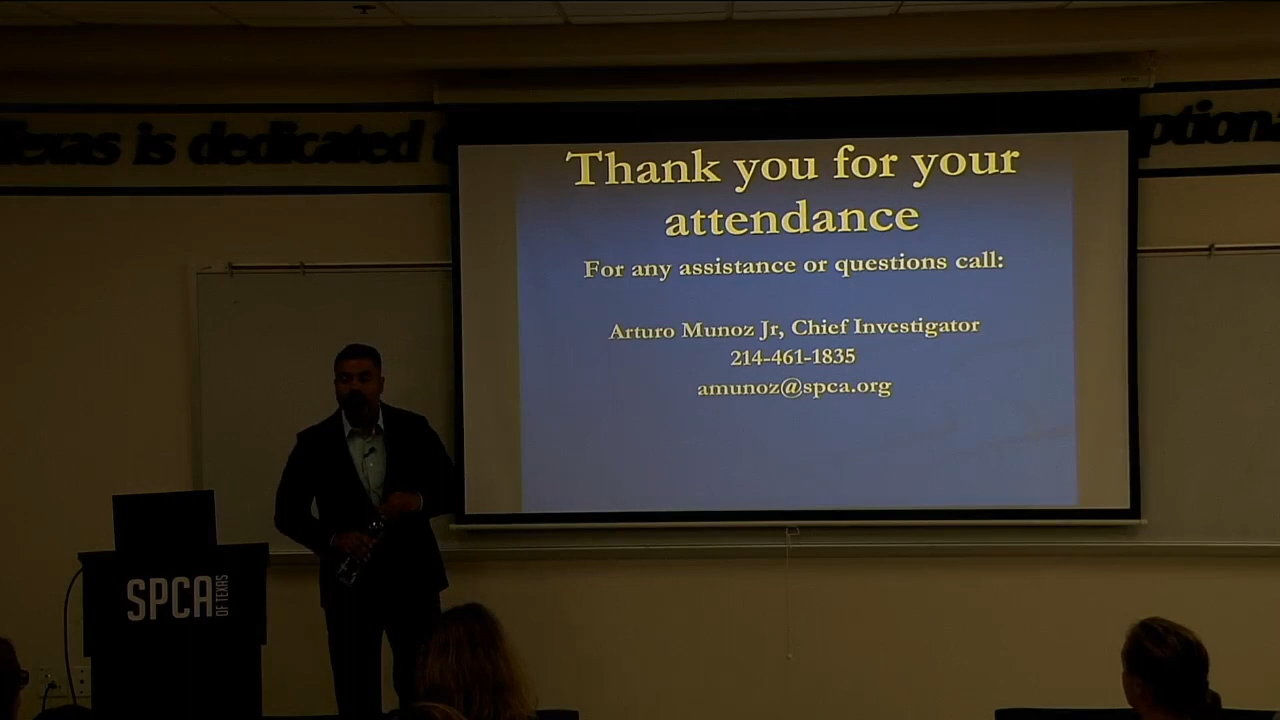 Texas is dedicated
Thank you for your
attendance
For any assistance or questions call:
Arturo Munoz Jr, Chief Investigator
214-461-1835
amunoz@spca.org
SPCA
OF TEXAS